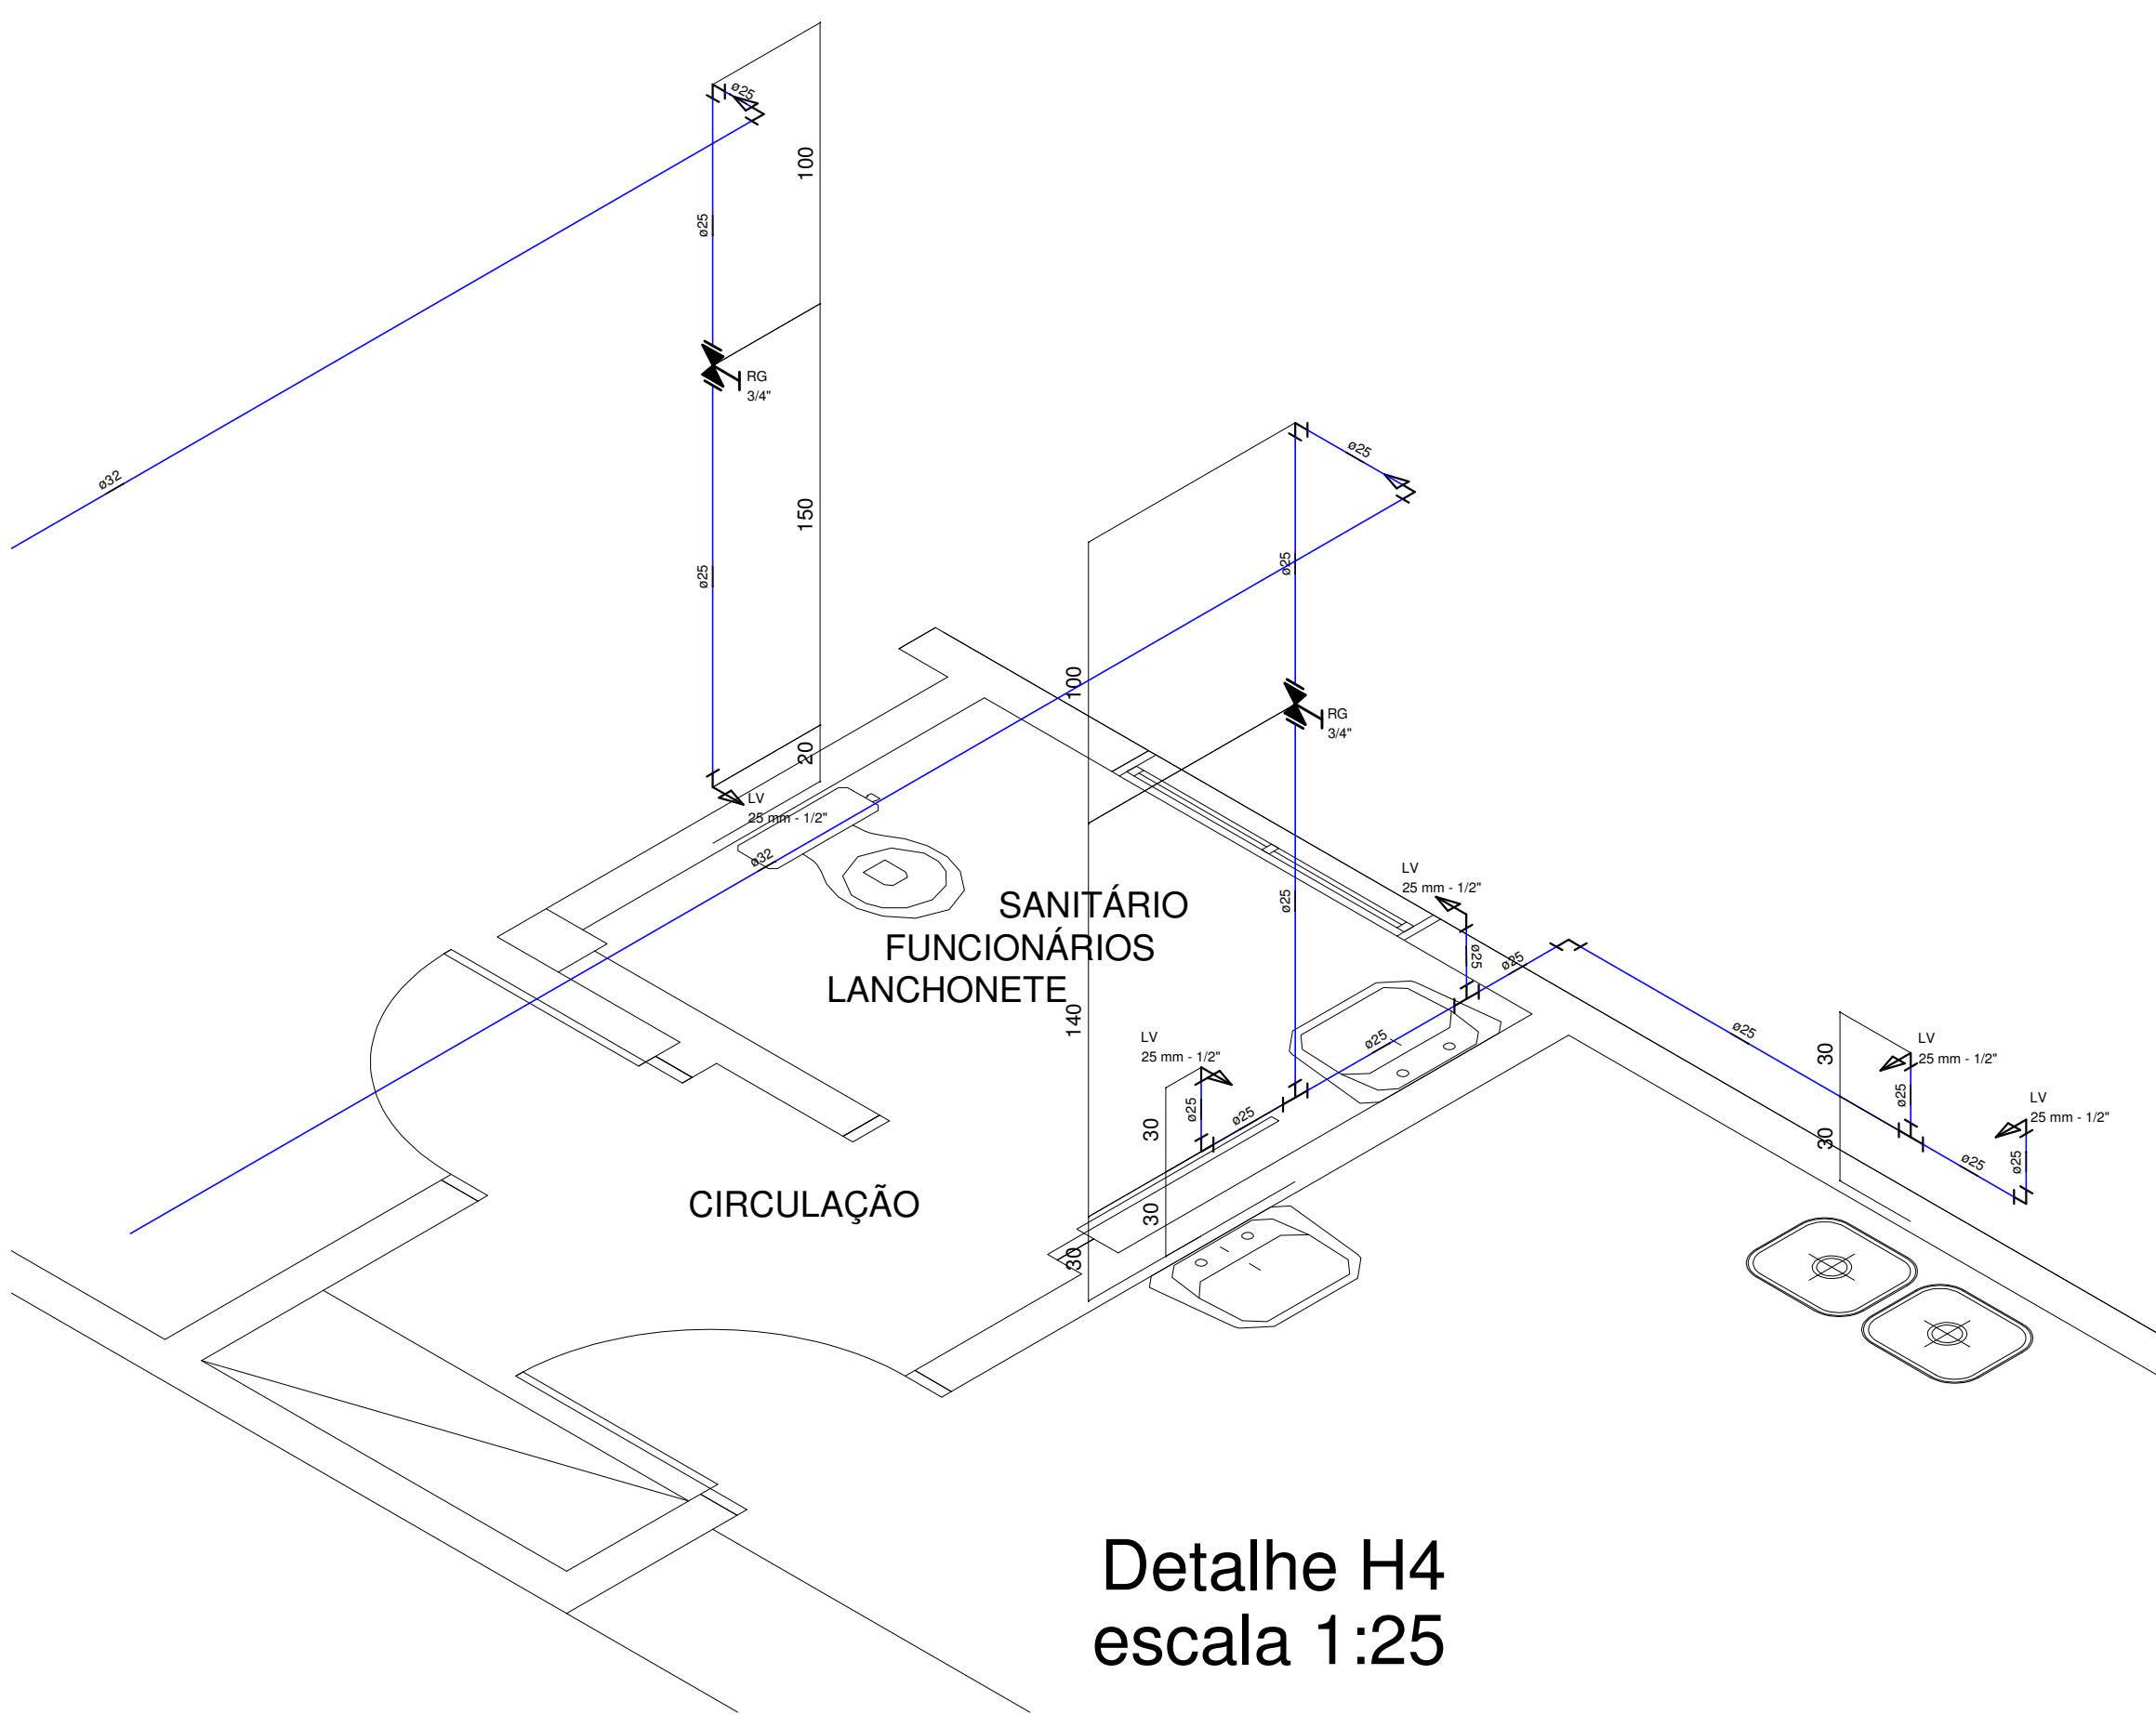 ø25
100
ø25
RG
3/4"
ø32
150
ø25
20
LV
25 mm - 1/2"
ø25
ø25
100
RG
3/4"
ø32
ø25
SANITÁRIO
FUNCIONÁRIOS
LANCHONETE
140
LV
25 mm - 1/2"
ø25
ø25
ø25
ø25
LV
25 mm - 1/2"
ø25
ø25
30
30
30
30
30
LV
25 mm - 1/2"
ø25
LV
25 mm - 1/2"
ø25
ø25
CIRCULAÇÃO
Detalhe H4
escala 1:25